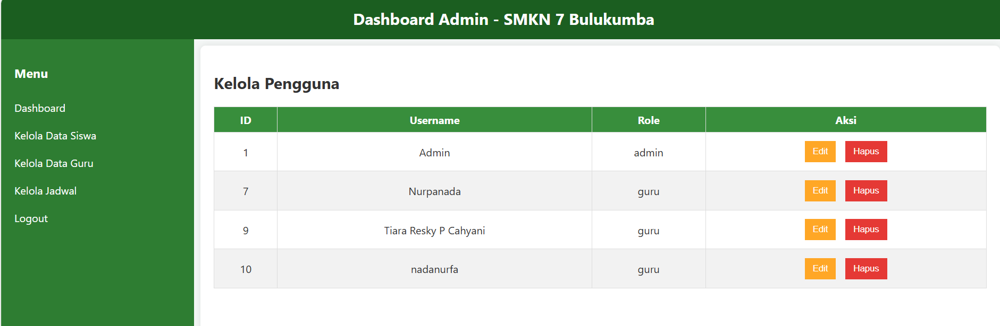 Dashboard Admin - SMKN 7 Bulukumba
Menu
Dashboard
Kelola Data Siswa
Kelola Data Guru
Kelola Jadwal
Logout
Kelola Pengguna
ID Username Role Aksi
1 Admin admin Edit Hapus
7 Nurpanada guru Edit Hapus
9 Tiara Resky P Cahyani guru Edit Hapus
10 nadanurfa guru Edit Hapus